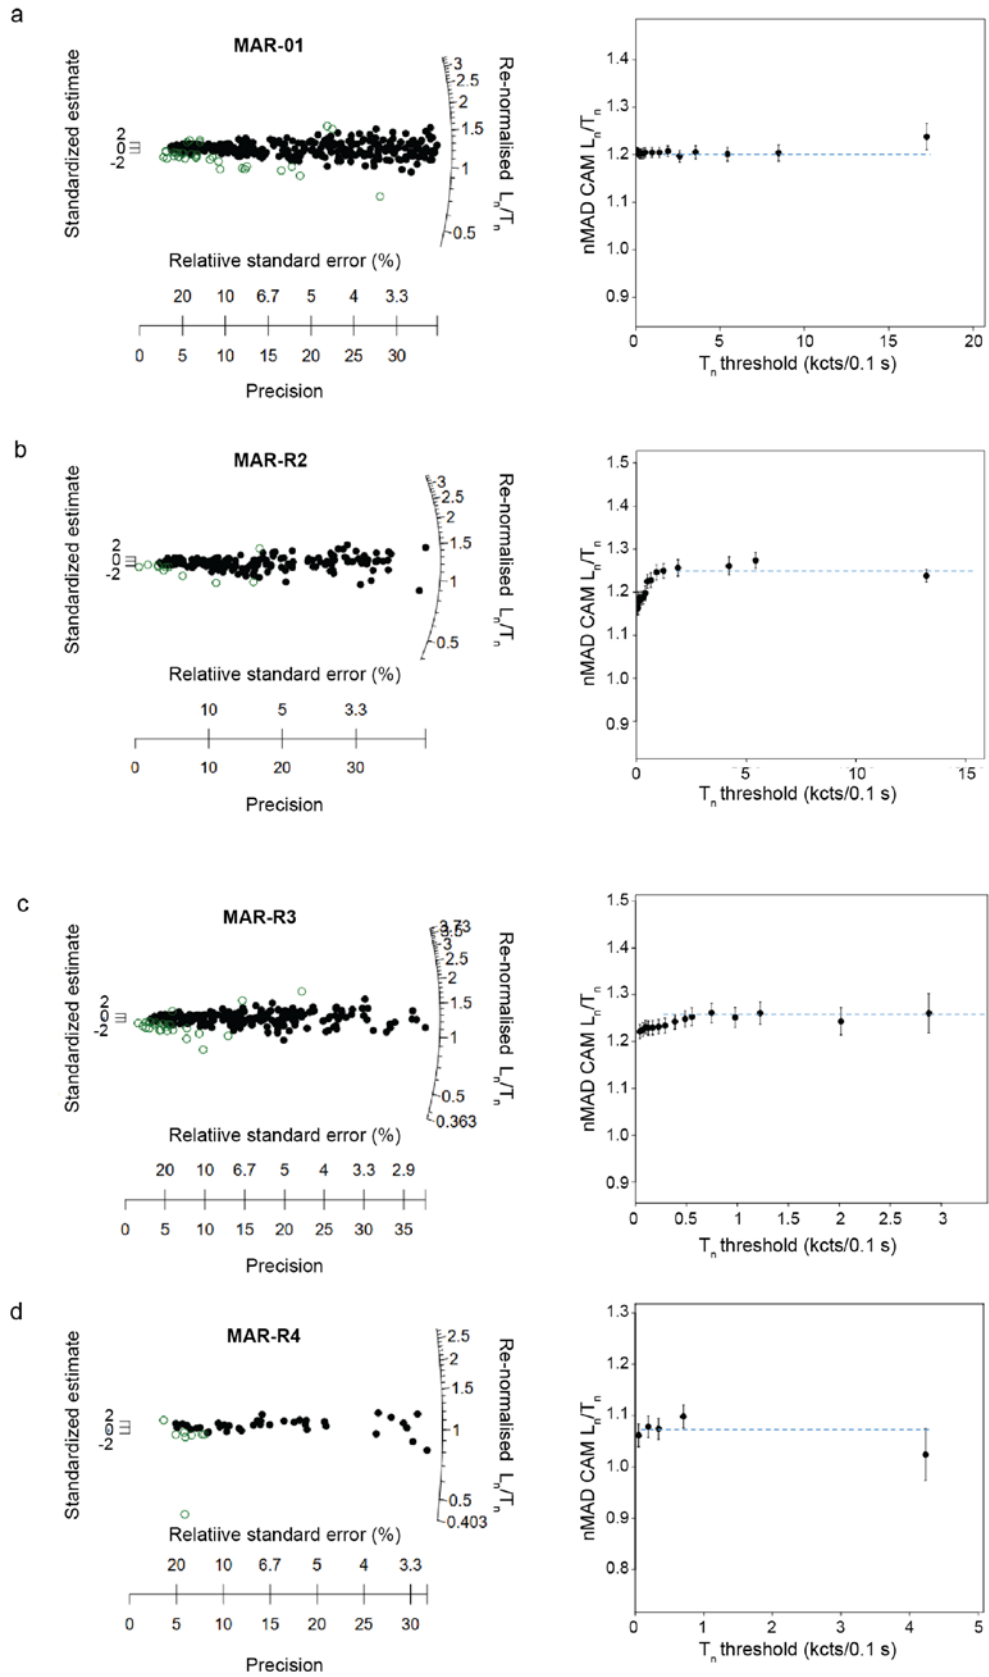 a
MAR-01
Standardized estimate
2
0
-2
3
2.5
2
1.5
1
0.5
Re-normalised Ln/Tn
Relatiive standard error (%)
20 10 6.7 5 4 3.3
0 5 10 15 20 25 30
Precision
nMAD CAM Ln/Tn
1.4
1.3
1.2
1.1
1.0
0.9
0 5 10 15 20
Tn threshold (kcts/0.1 s)
b
MAR-R2
Standardized estimate
2
0
-2
3
2.5
2
1.5
1
0.5
Re-normalised Ln/Tn
Relatiive standard error (%)
10 5 3.3
0 10 20 30
Precision
nMAD CAM Ln/Tn
1.5
1.4
1.3
1.2
1.1
1.0
0.9
0 5 10 15
Tn threshold (kcts/0.1 s)
c
MAR-R3
Standardized estimate
2
0
-2
3.73
3
2.5
2
1.5
1
0.5
0.363
Re-normalised Ln/Tn
Relatiive standard error (%)
20 10 6.7 5 4 3.3 2.9
0 5 10 15 20 25 30 35
Precision
nMAD CAM Ln/Tn
1.5
1.4
1.3
1.2
1.1
1.0
0.9
0 0.5 1 1.5 2 2.5 3
Tn threshold (kcts/0.1 s)
d
MAR-R4
Standardized estimate
2
0
-2
2.5
2
1.5
1
0.5
0.403
Re-normalised Ln/Tn
Relatiive standard error (%)
20 10 6.7 5 4 3.3
0 5 10 15 20 25 30
Precision
nMAD CAM Ln/Tn
1.3
1.2
1.1
1.0
0.9
0.8
0 1 2 3 4 5
Tn threshold (kcts/0.1 s)